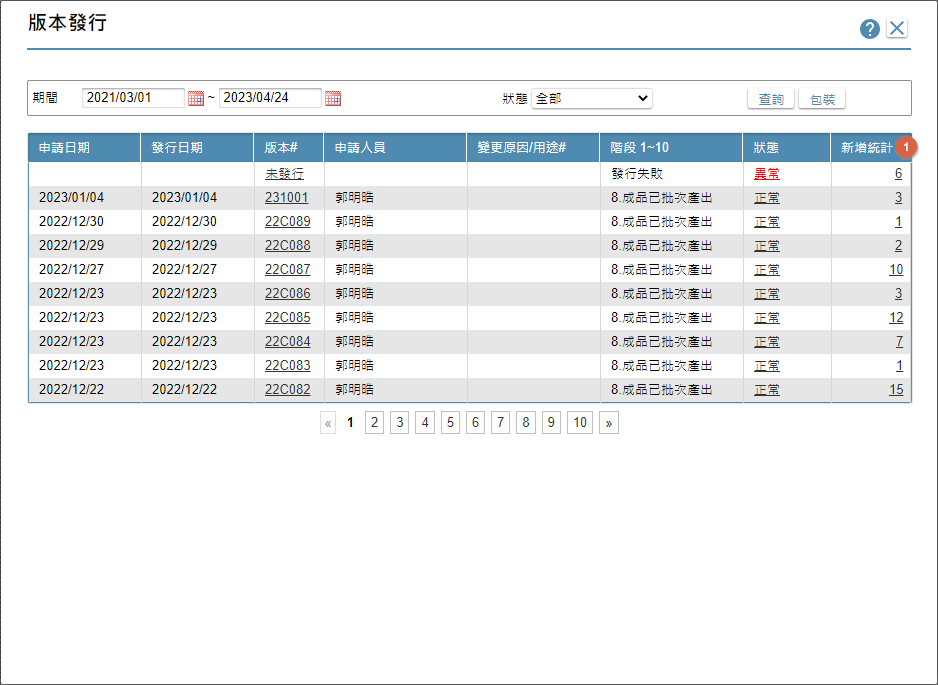 版本發行
?
期間 2021/03/01 ~ 2023/04/24 狀態 全部 查詢 包裝
申請日期 發行日期 版本# 申請人員 變更原因/用途# 階段 1~10 狀態 新增統計 1
未發行 發行失敗 異常 6
2023/01/04 2023/01/04 231001 郭明晧 8.成品已批次產出 正常 3
2022/12/30 2022/12/30 22C089 郭明晧 8.成品已批次產出 正常 1
2022/12/29 2022/12/29 22C088 郭明晧 8.成品已批次產出 正常 2
2022/12/27 2022/12/27 22C087 郭明晧 8.成品已批次產出 正常 10
2022/12/23 2022/12/23 22C086 郭明晧 8.成品已批次產出 正常 3
2022/12/23 2022/12/23 22C085 郭明晧 8.成品已批次產出 正常 12
2022/12/23 2022/12/23 22C084 郭明晧 8.成品已批次產出 正常 7
2022/12/23 2022/12/23 22C083 郭明晧 8.成品已批次產出 正常 1
2022/12/22 2022/12/22 22C082 郭明晧 8.成品已批次產出 正常 15
« 1 2 3 4 5 6 7 8 9 10 »